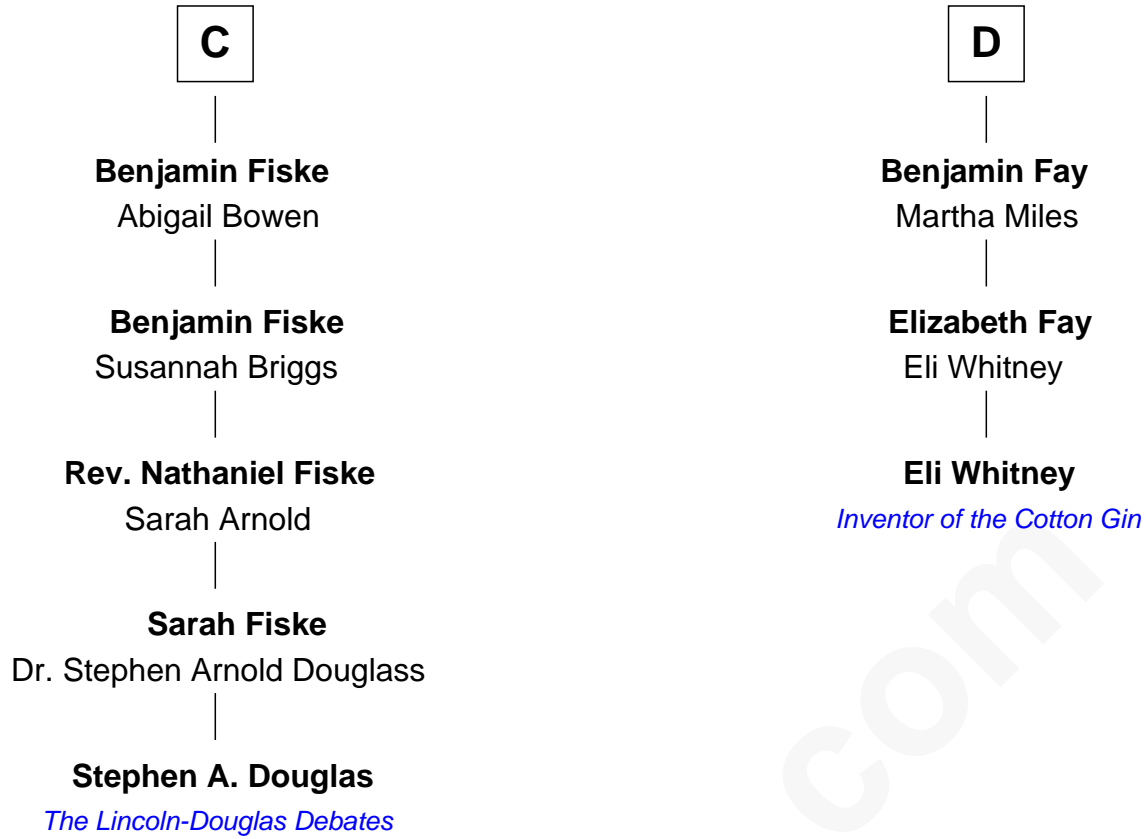 C
Benjamin Fiske
Abigail Bowen
Benjamin Fiske
Susannah Briggs
Rev. Nathaniel Fiske
Sarah Arnold
Sarah Fiske
Dr. Stephen Arnold Douglass
Stephen A. Douglas
The Lincoln-Douglas Debates
D
Benjamin Fay
Martha Miles
Elizabeth Fay
Eli Whitney
Eli Whitney
Inventor of the Cotton Gin
com